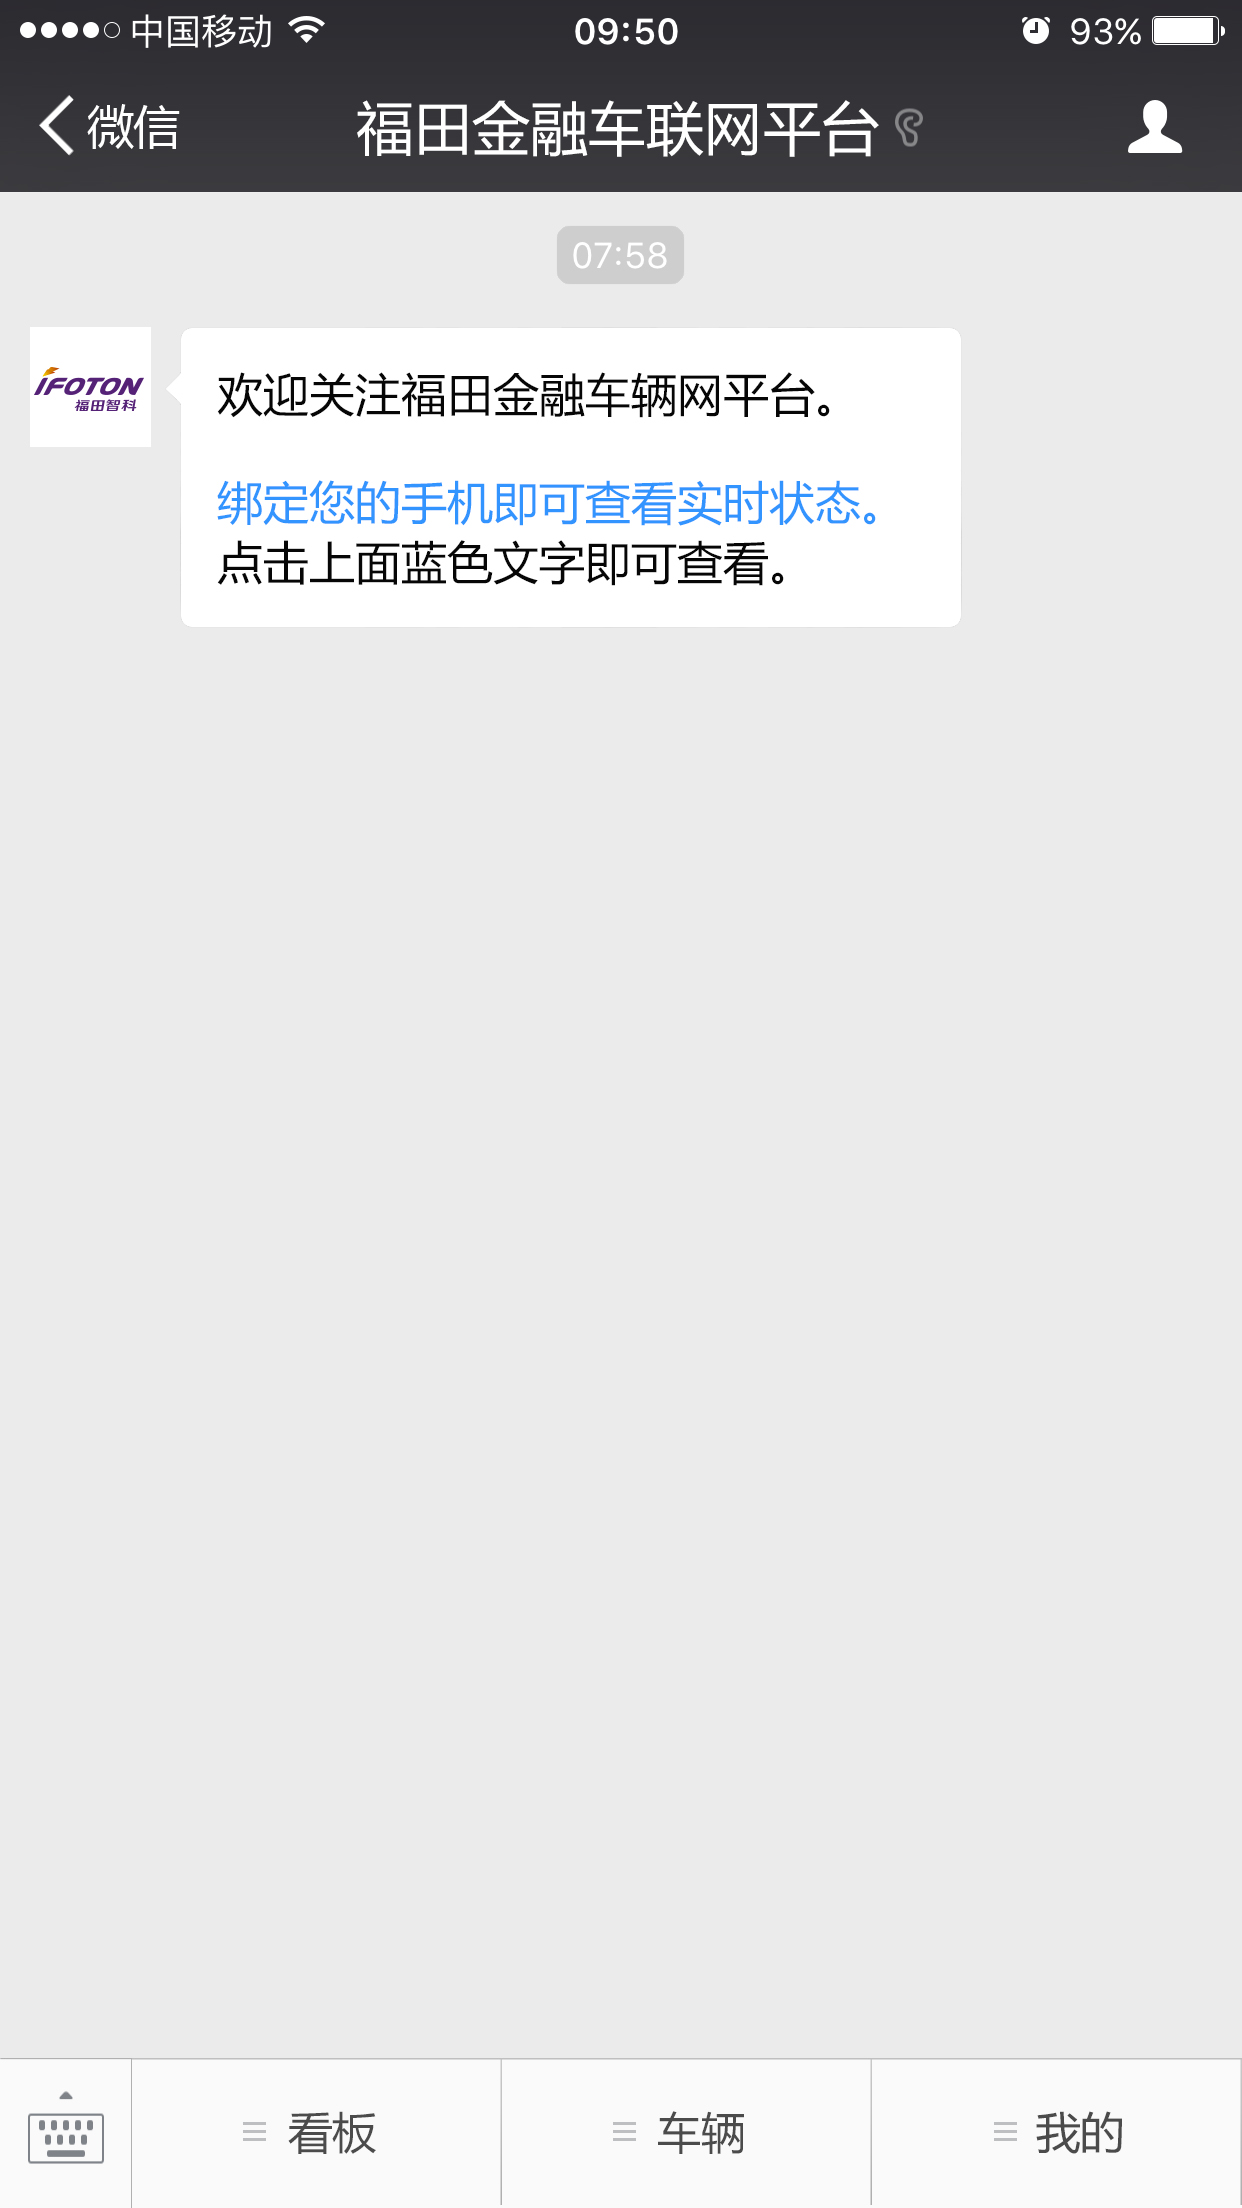 中国移动 09:50 93%
微信 福田金融车联网平台
07:58
iFOTON
福田智科
欢迎关注福田金融车辆网平台。
绑定您的手机即可查看实时状态。
点击上面蓝色文字即可查看。
看板 车辆 我的